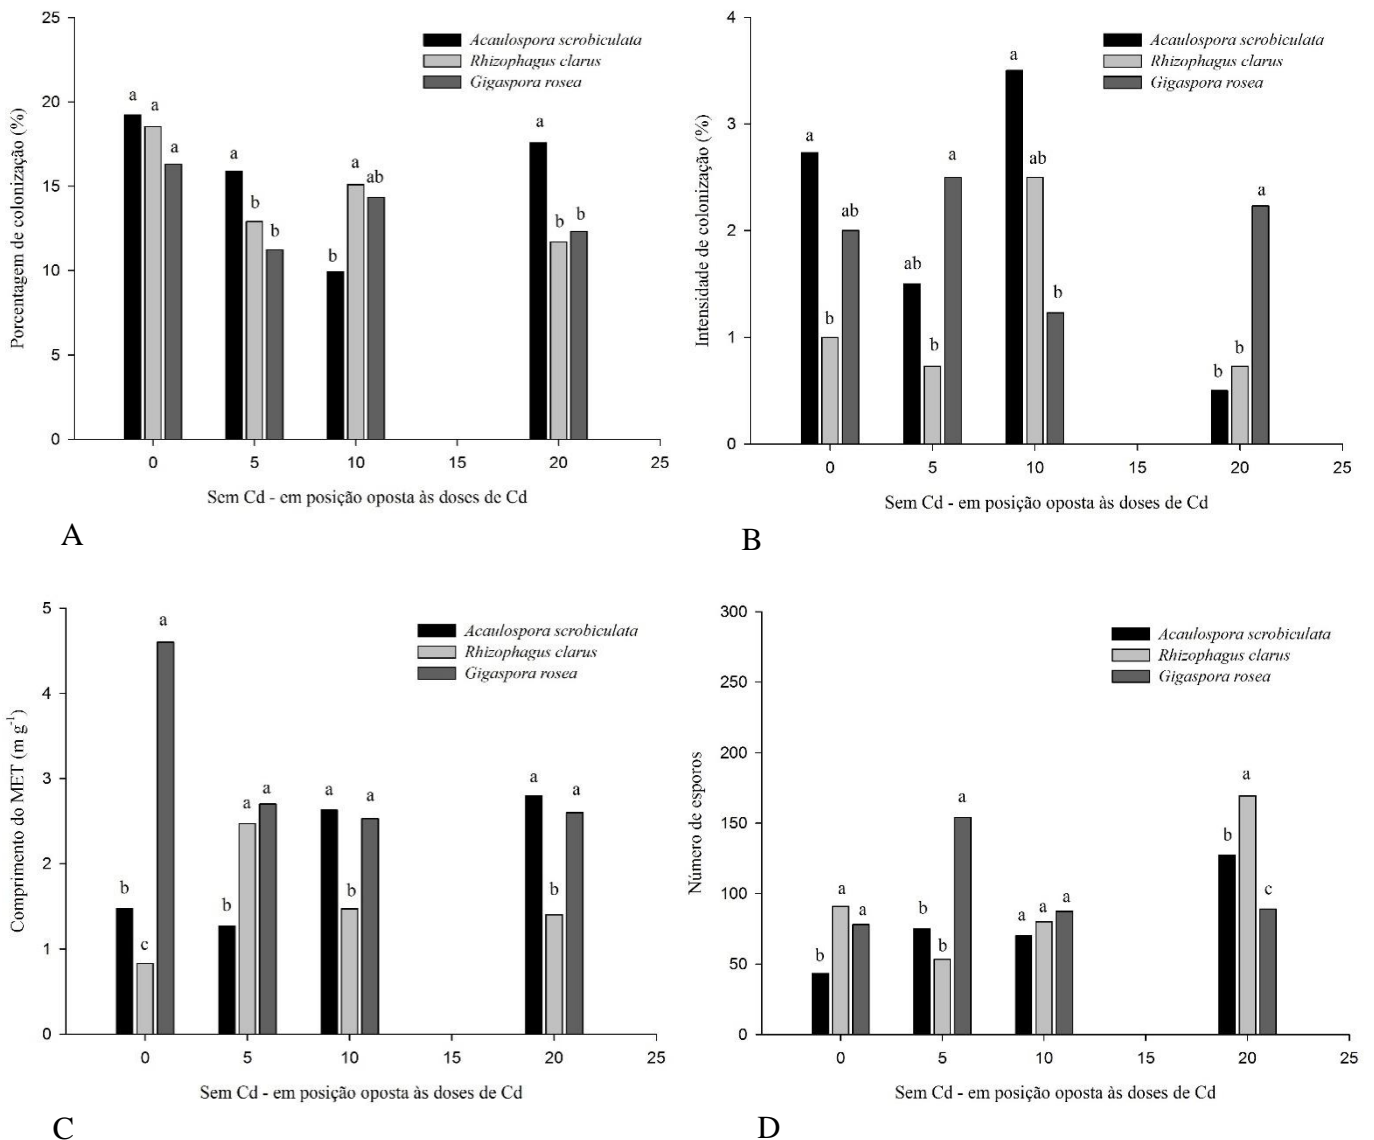 25
20
15
10
5
0
Porcentagem de colonização (%)
Acaulospora scrobiculata
Rhizophagus clarus
Gigaspora rosea
a a a
a b b
b a ab
a b b
0 5 10 15 20 25
Sem Cd - em posição oposta às doses de Cd
A
4
3
2
1
0
Intensidade de colonização (%)
Acaulospora scrobiculata
Rhizophagus clarus
Gigaspora rosea
a b ab
ab b a
a ab b
b b a
0 5 10 15 20 25
Sem Cd - em posição oposta às doses de Cd
B
5
4
3
2
1
0
Comprimento do MET (m g⁻¹)
Acaulospora scrobiculata
Rhizophagus clarus
Gigaspora rosea
b c a
b a a
a b a
a b a
0 5 10 15 20 25
Sem Cd - em posição oposta às doses de Cd
C
300
250
200
150
100
50
0
Número de esporos
Acaulospora scrobiculata
Rhizophagus clarus
Gigaspora rosea
b a a
b b a
a a a
b a c
0 5 10 15 20 25
Sem Cd - em posição oposta às doses de Cd
D